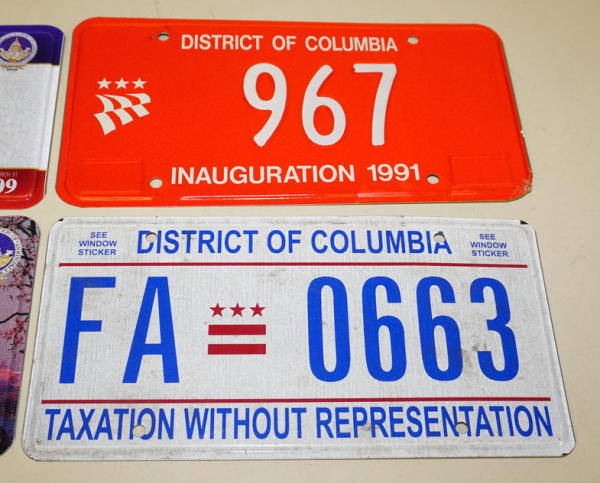 DISTRICT OF COLUMBIA
967
INAUGURATION 1991
99
SEE
WINDOW
STICKER
DISTRICT OF COLUMBIA
SEE
WINDOW
STICKER
FA 0663
TAXATION WITHOUT REPRESENTATION